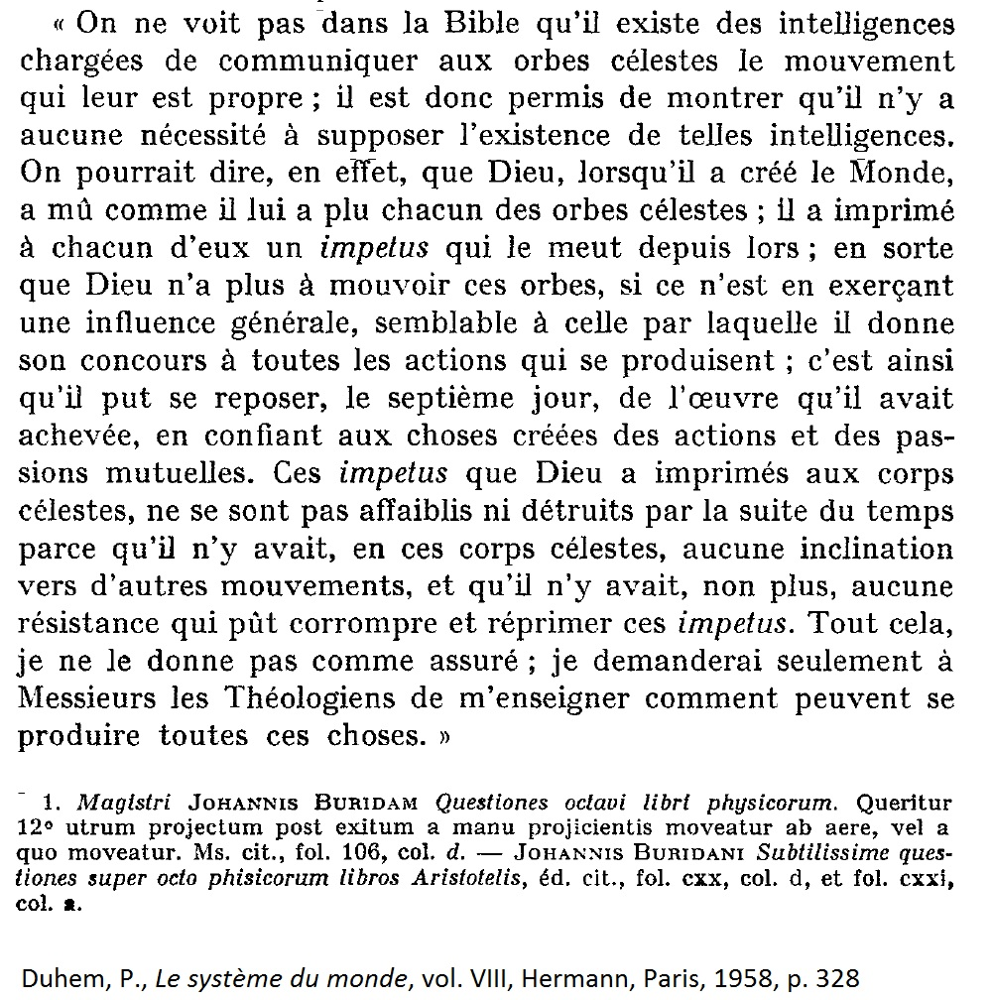 « On ne voit pas dans la Bible qu'il existe des intelligences
chargées de communiquer aux orbes célestes le mouvement
qui leur est propre ; il est donc permis de montrer qu'il n'y a
aucune nécessité à supposer l'existence de telles intelligences.
On pourrait dire, en effet, que Dieu, lorsqu'il a créé le Monde,
a mû comme il lui a plu chacun des orbes célestes ; il a imprimé
à chacun d'eux un impetus qui le meut depuis lors ; en sorte
que Dieu n'a plus à mouvoir ces orbes, si ce n'est en exerçant
une influence générale, semblable à celle par laquelle il donne
son concours à toutes les actions qui se produisent ; c'est ainsi
qu'il put se reposer, le septième jour, de l'œuvre qu'il avait
achevée, en confiant aux choses créées des actions et des pas-
sions mutuelles. Ces impetus que Dieu a imprimés aux corps
célestes, ne se sont pas affaiblis ni détruits par la suite du temps
parce qu'il n'y avait, en ces corps célestes, aucune inclination
vers d'autres mouvements, et qu'il n'y avait, non plus, aucune
résistance qui pût corrompre et réprimer ces impetus. Tout cela,
je ne le donne pas comme assuré ; je demanderai seulement à
Messieurs les Théologiens de m'enseigner comment peuvent se
produire toutes ces choses. »
1. Magistri JOHANNIS BURIDAM Questiones octavi libri physicorum. Queritur
12º utrum projectum post exitum a manu projicientis moveatur ab aere, vel a
quo moveatur. Ms. cit., fol. 106, col. d. — JOHANNIS BURIDANI Subtilissime ques-
tiones super octo phisicorum libros Aristotelis, éd. cit., fol. CXX, col. d, et fol. CXXI,
col. a.
Duhem, P., Le système du monde, vol. VIII, Hermann, Paris, 1958, p. 328